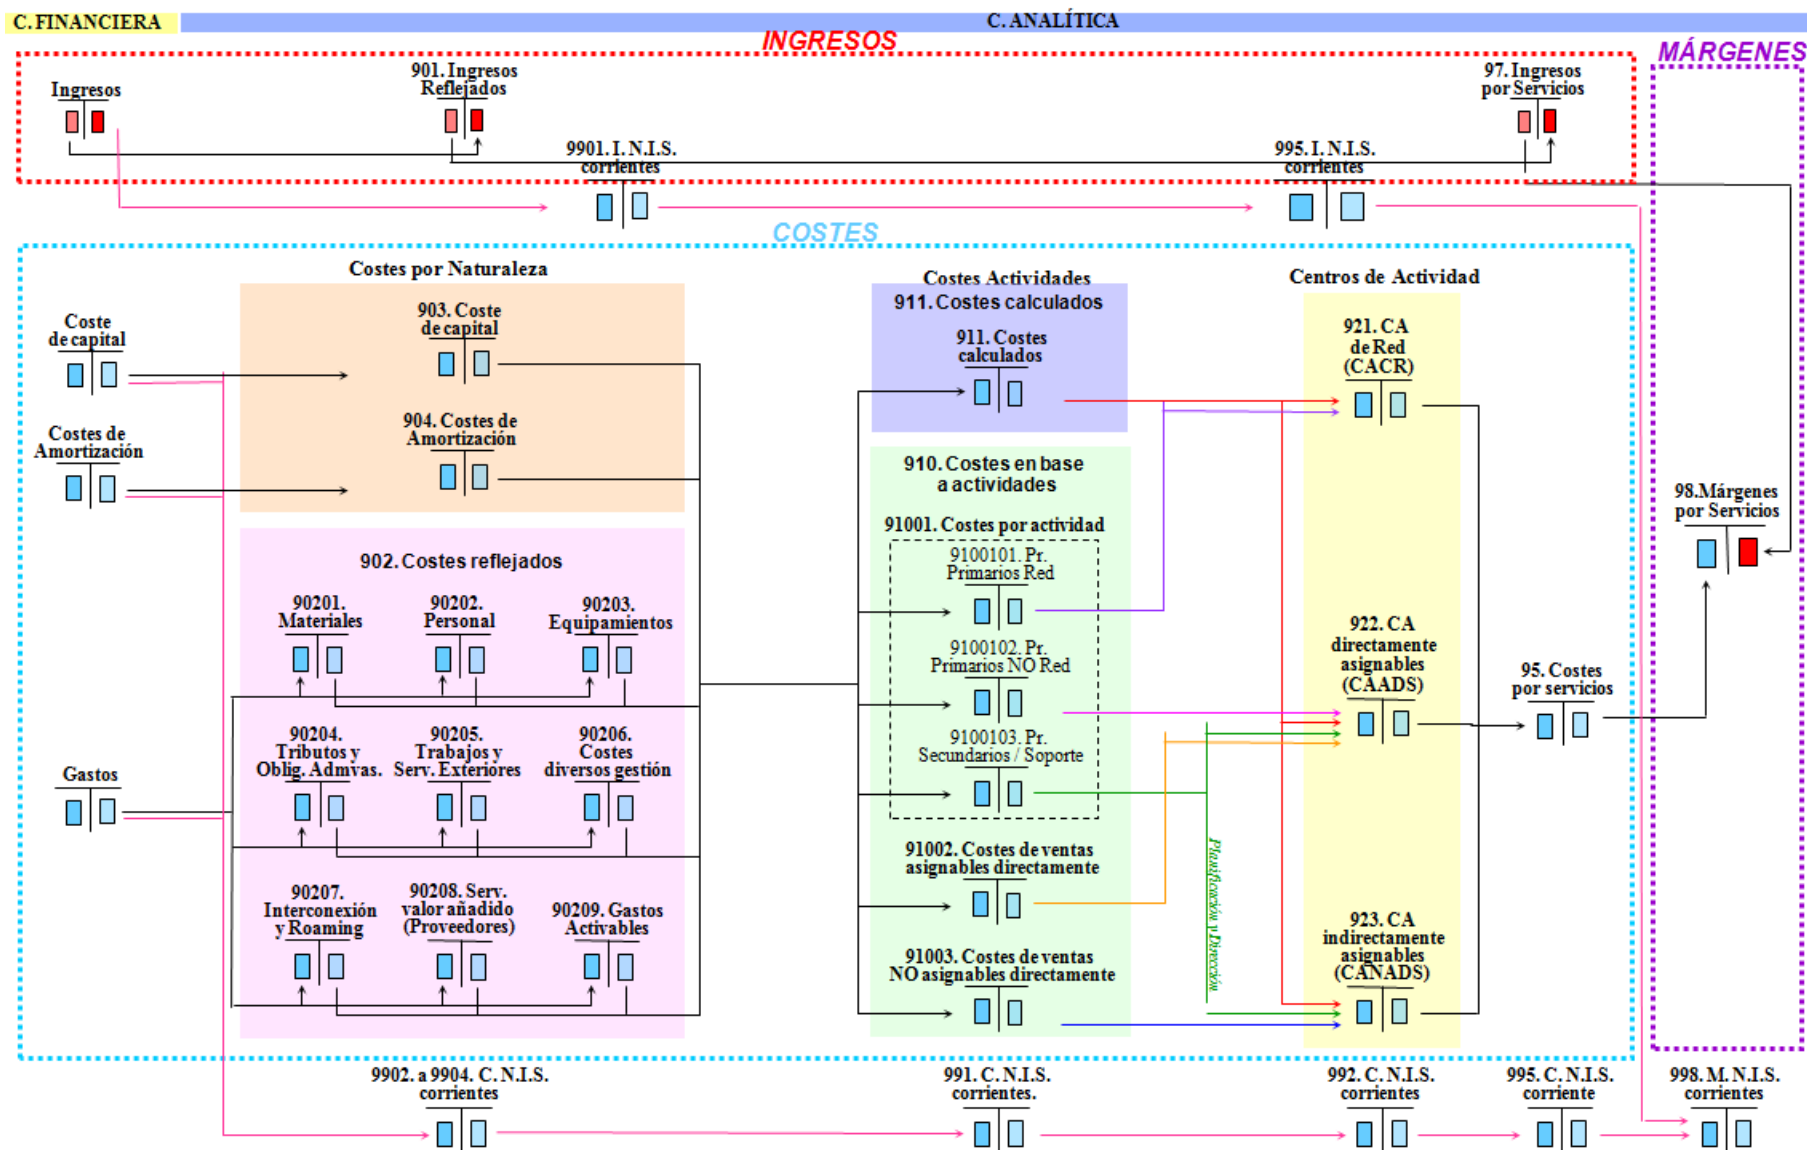 C. FINANCIERA
C. ANALÍTICA
INGRESOS
MÁRGENES
Ingresos
901. Ingresos
Reflejados
97. Ingresos
por Servicios
9901. I. N.I.S.
corrientes
995. I. N.I.S.
corrientes
COSTES
Costes por Naturaleza
Costes Actividades
Centros de Actividad
Coste
de capital
903. Coste
de capital
911. Costes calculados
911. Costes
calculados
921. CA
de Red
(CACR)
Costes de
Amortización
904. Costes de
Amortización
910. Costes en base
a actividades
98.Márgenes
por Servicios
91001. Costes por actividad
902. Costes reflejados
9100101. Pr.
Primarios Red
90201.
Materiales
90202.
Personal
90203.
Equipamientos
9100102. Pr.
Primarios NO Red
922. CA
directamente
asignables
(CAADS)
95. Costes
por servicios
90204.
Tributos y
Oblig. Admvas.
90205.
Trabajos y
Serv. Exteriores
90206.
Costes
diversos gestión
9100103. Pr.
Secundarios / Soporte
Gastos
91002. Costes de ventas
asignables directamente
Planificación y Dirección
90207.
Interconexión
y Roaming
90208. Serv.
valor añadido
(Proveedores)
90209. Gastos
Activables
923. CA
indirectamente
asignables
(CANADS)
91003. Costes de ventas
NO asignables directamente
9902. a 9904. C. N.I.S.
corrientes
991. C. N.I.S.
corrientes.
992. C. N.I.S.
corrientes
995. C. N.I.S.
corriente
998. M. N.I.S.
corrientes